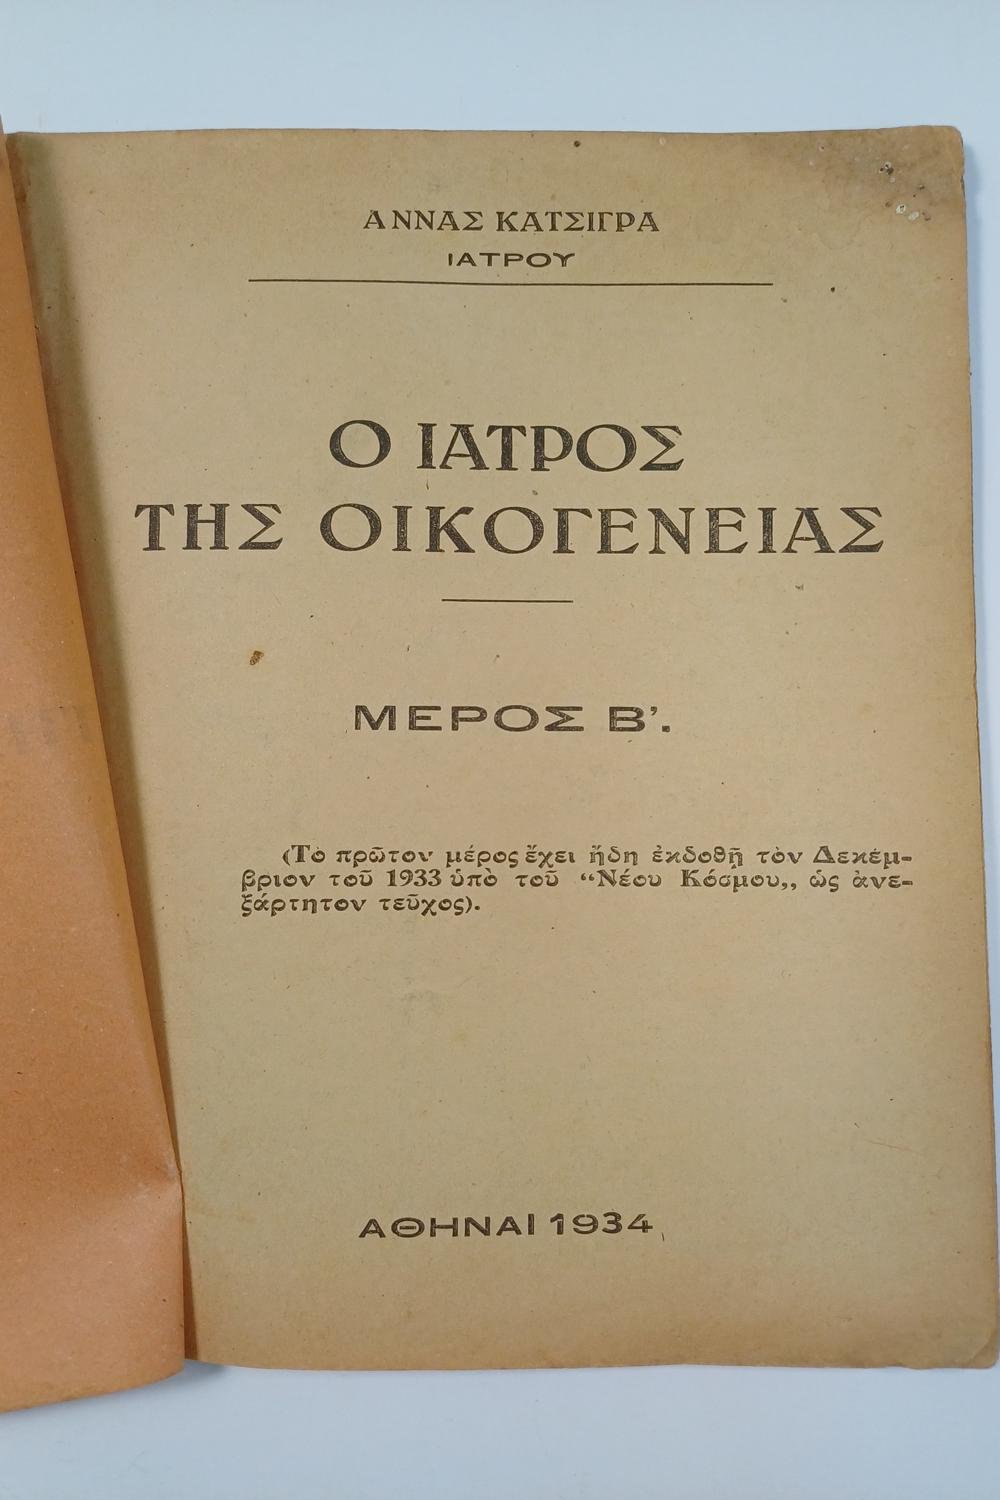 ΑΝΝΑΣ ΚΑΤΣΙΓΡΑ
ΙΑΤΡΟΥ
Ο ΙΑΤΡΟΣ
ΤΗΣ ΟΙΚΟΓΕΝΕΙΑΣ
ΜΕΡΟΣ Β'.
(Τὸ πρῶτον μέρος ἔχει ἤδη ἐκδοθῆ τὸν Δεκέμ-
βριον τοῦ 1933 ὑπὸ τοῦ “Νέου Κόσμου,, ὡς ἀνε-
ξάρτητον τεῦχος).
ΑΘΗΝΑΙ 1934